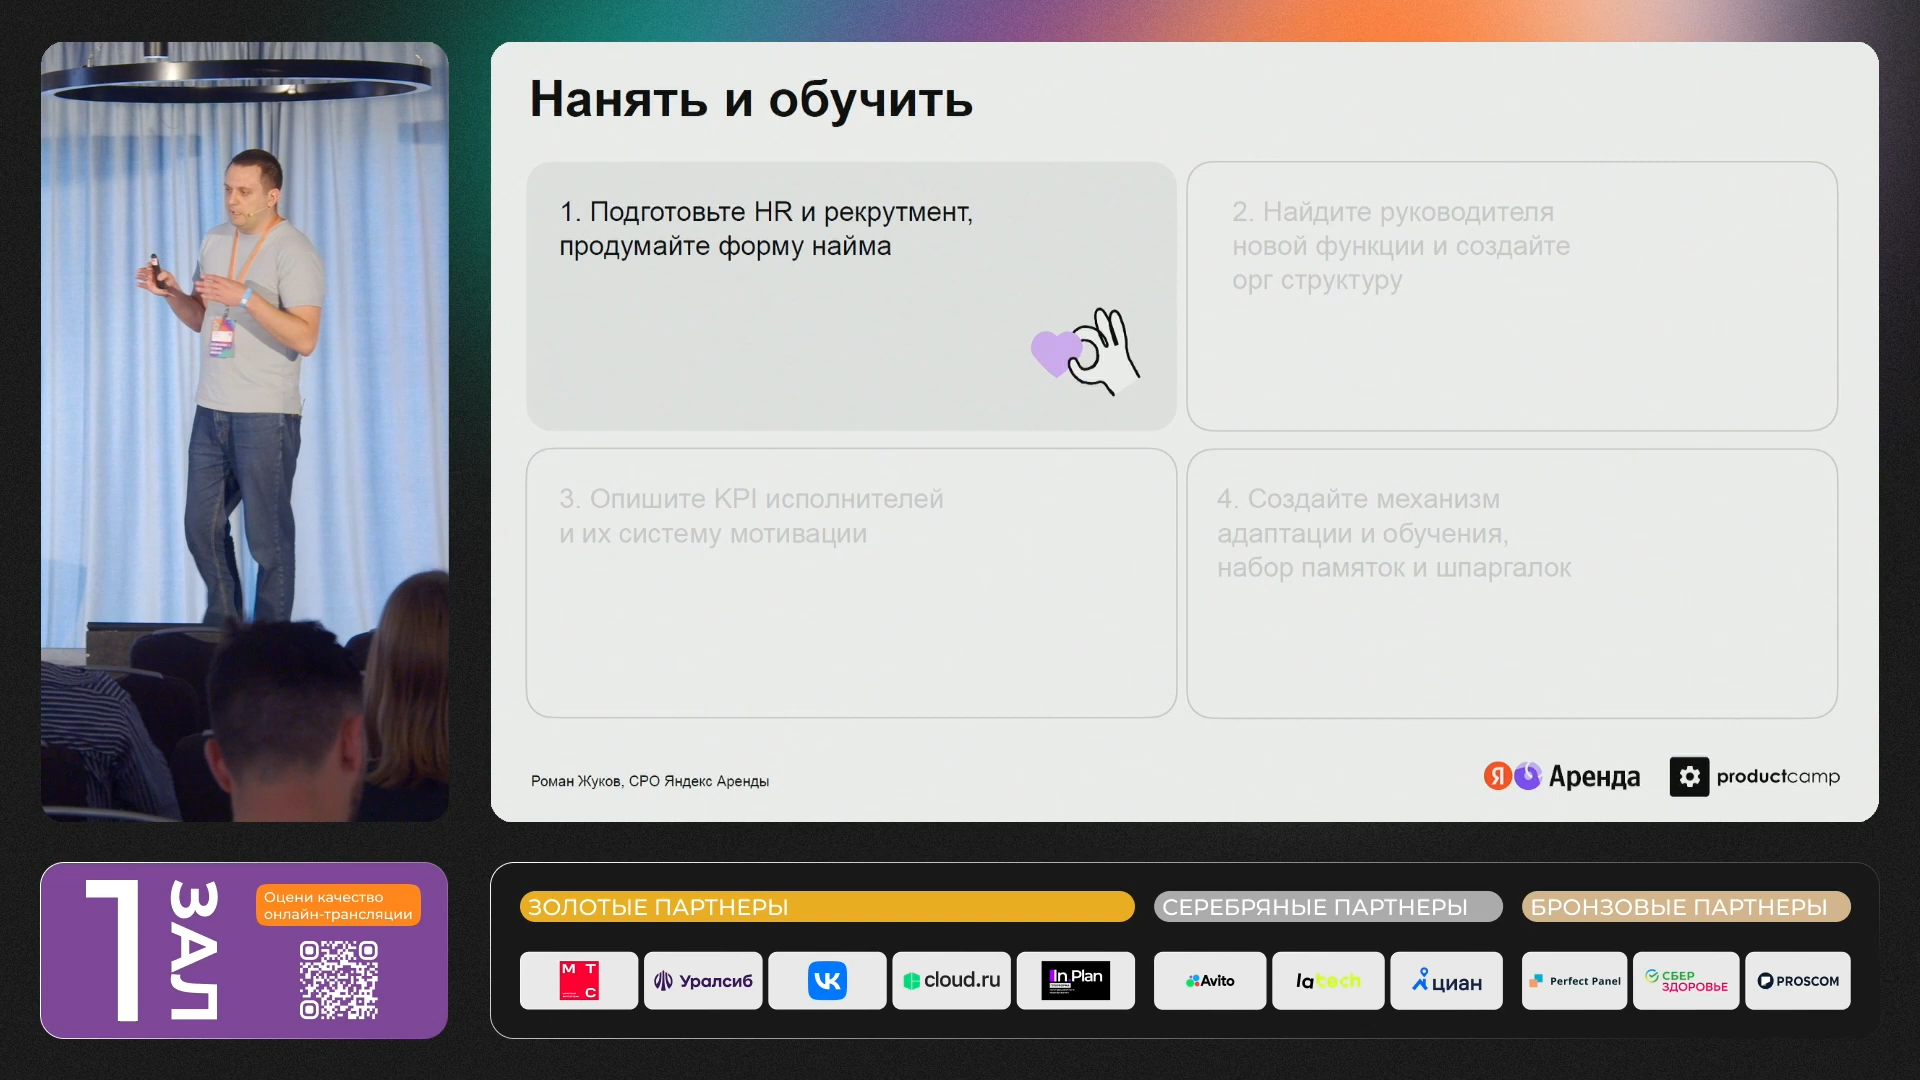 Нанять и обучить
1. Подготовьте HR и рекрутмент,
продумайте форму найма
2. Найдите руководителя
новой функции и создайте
орг структуру
3. Опишите KPI исполнителей
и их систему мотивации
4. Создайте механизм
адаптации и обучения,
набор памяток и шпаргалок
Роман Жуков, CPO Яндекс Аренды
Я Аренда
productcamp
1 ЗАЛ
Оцени качество
онлайн-трансляции
ЗОЛОТЫЕ ПАРТНЕРЫ
МТС
Уралсиб
VK
cloud.ru
In Plan
СЕРЕБРЯНЫЕ ПАРТНЕРЫ
Avito
latech
циан
БРОНЗОВЫЕ ПАРТНЕРЫ
Perfect Panel
СБЕР
ЗДОРОВЬЕ
PROSCOM